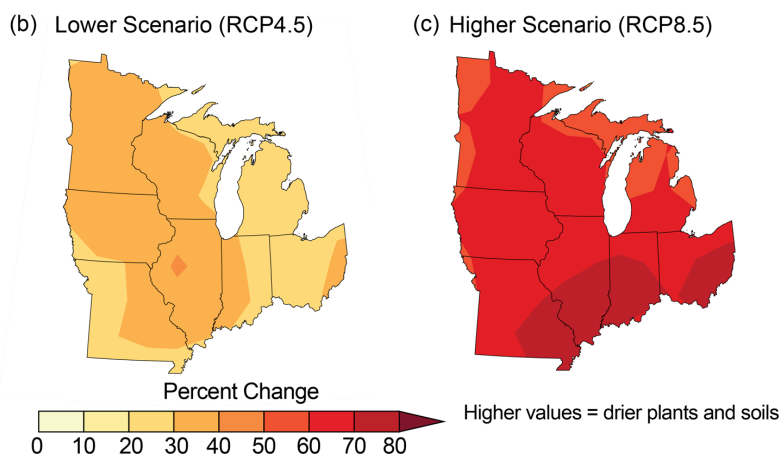 (b) Lower Scenario (RCP4.5)
(c) Higher Scenario (RCP8.5)
Percent Change
0 10 20 30 40 50 60 70 80
Higher values = drier plants and soils